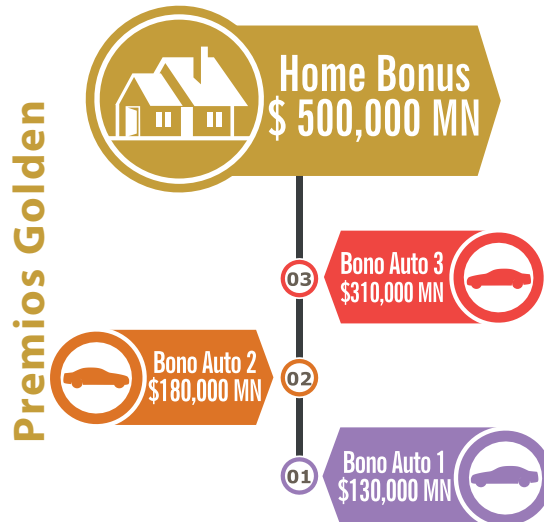 Premios Golden
Home Bonus
$ 500,000 MN
03
Bono Auto 3
$310,000 MN
Bono Auto 2
$180,000 MN
02
01
Bono Auto 1
$130,000 MN